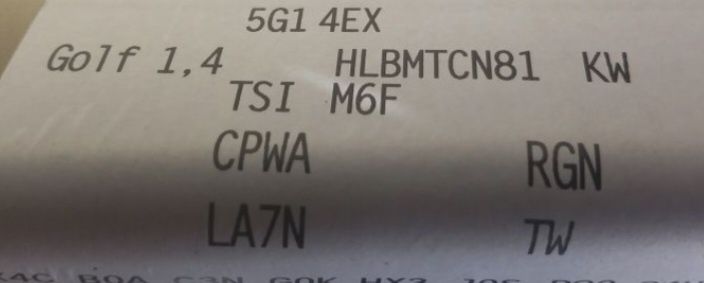 5G1 4EX
Golf 1,4 HLBMTCN81 KW
TSI M6F
CPWA RGN
LA7N TW